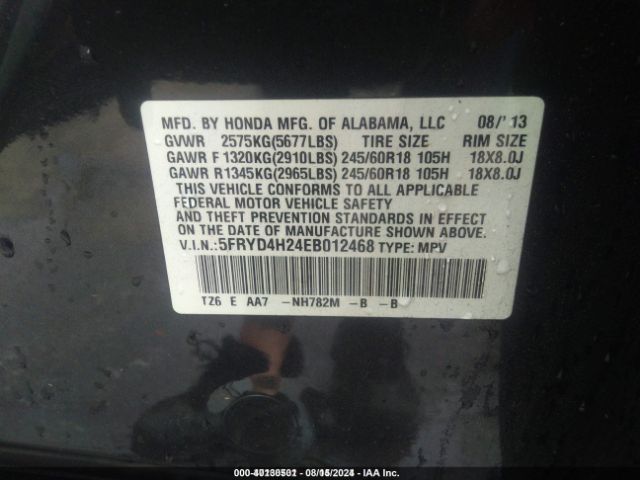 MFD. BY HONDA MFG. OF ALABAMA, LLC 08/'13
GVWR 2575KG(5677LBS) TIRE SIZE RIM SIZE
GAWR F 1320KG(2910LBS) 245/60R18 105H 18X8.0J
GAWR R1345KG(2965LBS) 245/60R18 105H 18X8.0J
THIS VEHICLE CONFORMS TO ALL APPLICABLE
FEDERAL MOTOR VEHICLE SAFETY
AND THEFT PREVENTION STANDARDS IN EFFECT
ON THE DATE OF MANUFACTURE SHOWN ABOVE.
V.I.N.: 5FRYD4H24EB012468 TYPE: MPV
TZ6 E AA7 -NH782M -B -B
- IAA Inc.